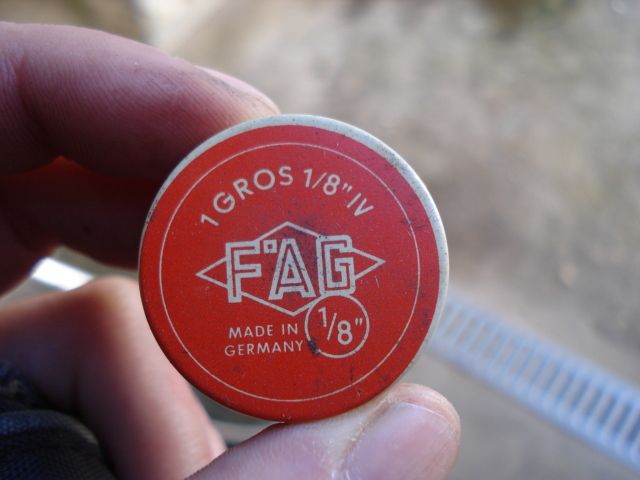 1 GROS 1/8" IV
FAG
MADE IN
GERMANY
1/8"